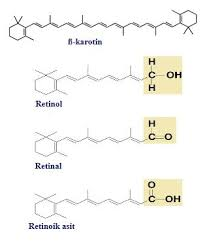 ß-karotin
H
C OH
H
Retinol
H
C O
Retinal
O
C OH
Retinoik asit